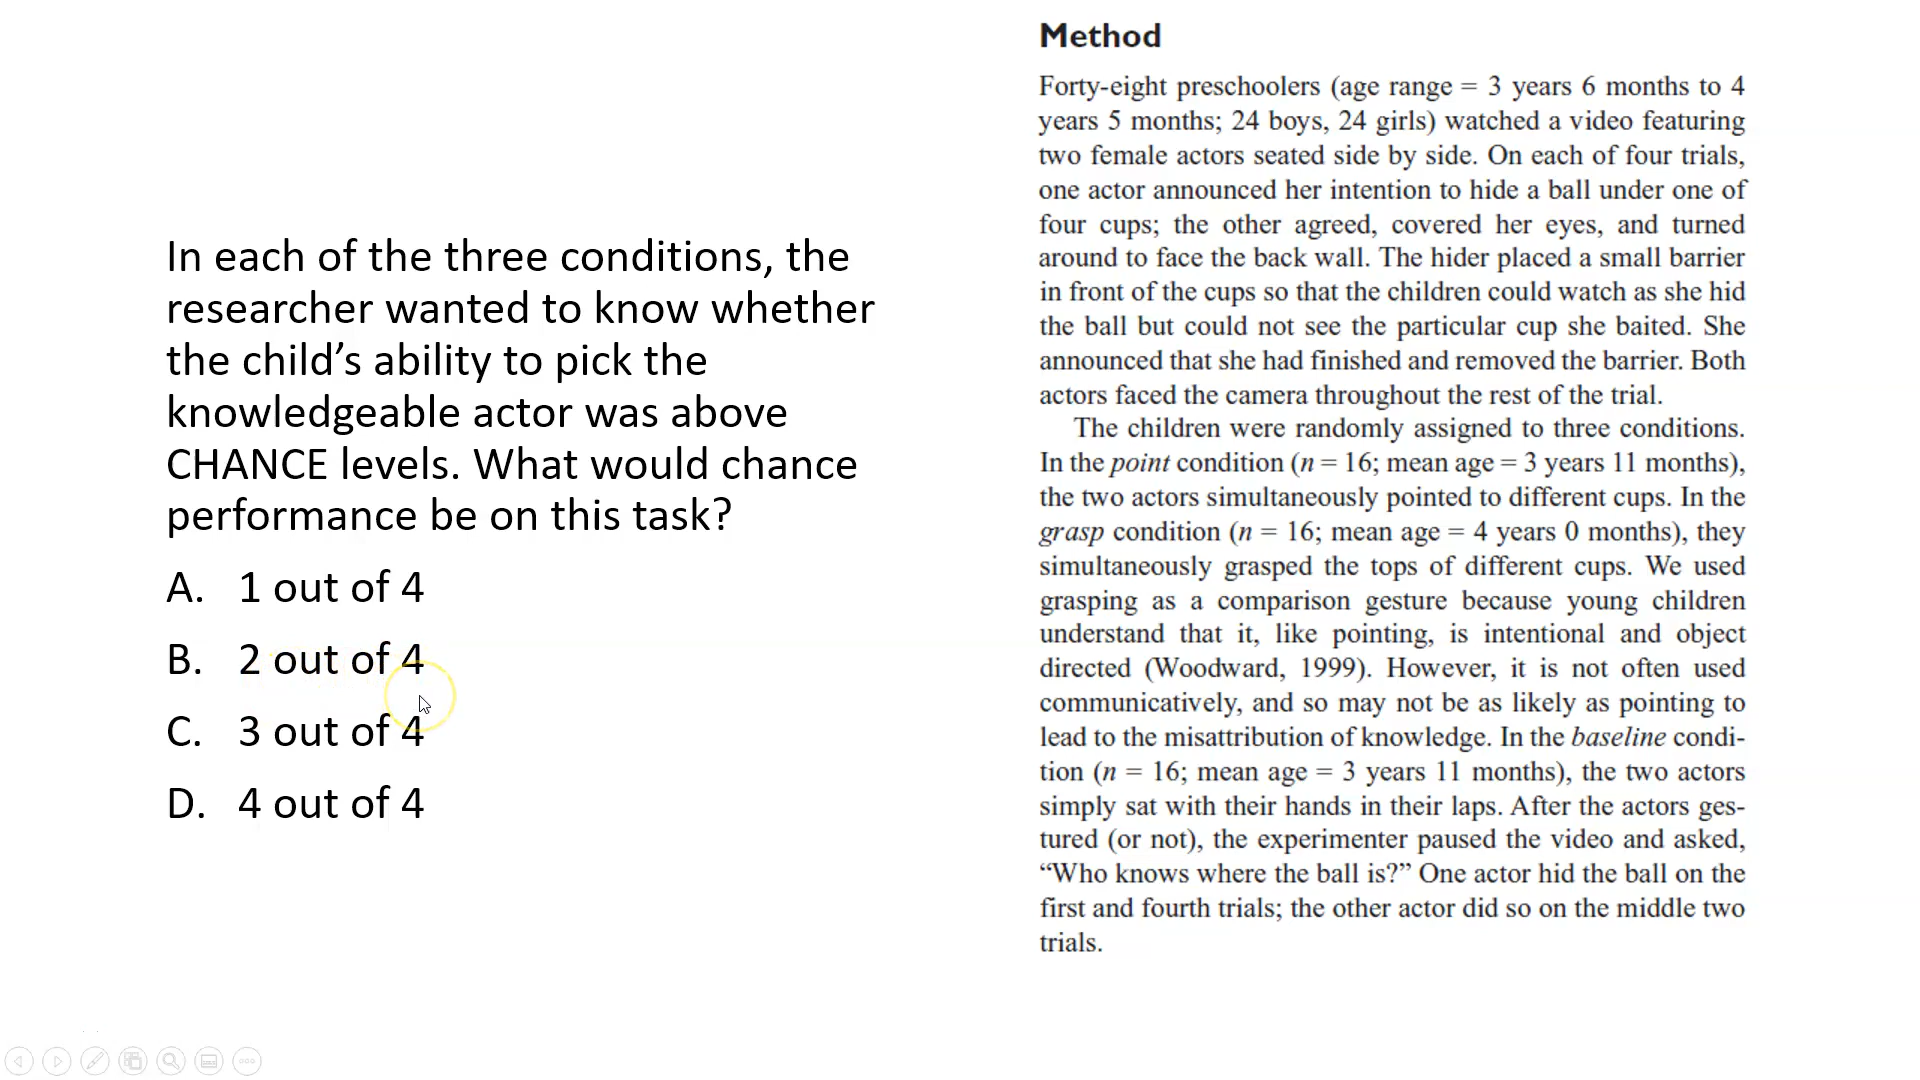 In each of the three conditions, the
researcher wanted to know whether
the child’s ability to pick the
knowledgeable actor was above
CHANCE levels. What would chance
performance be on this task?
A. 1 out of 4
B. 2 out of 4
C. 3 out of 4
D. 4 out of 4
Method
Forty-eight preschoolers (age range = 3 years 6 months to 4
years 5 months; 24 boys, 24 girls) watched a video featuring
two female actors seated side by side. On each of four trials,
one actor announced her intention to hide a ball under one of
four cups; the other agreed, covered her eyes, and turned
around to face the back wall. The hider placed a small barrier
in front of the cups so that the children could watch as she hid
the ball but could not see the particular cup she baited. She
announced that she had finished and removed the barrier. Both
actors faced the camera throughout the rest of the trial.
The children were randomly assigned to three conditions.
In the point condition (n = 16; mean age = 3 years 11 months),
the two actors simultaneously pointed to different cups. In the
grasp condition (n = 16; mean age = 4 years 0 months), they
simultaneously grasped the tops of different cups. We used
grasping as a comparison gesture because young children
understand that it, like pointing, is intentional and object
directed (Woodward, 1999). However, it is not often used
communicatively, and so may not be as likely as pointing to
lead to the misattribution of knowledge. In the baseline condi-
tion (n = 16; mean age = 3 years 11 months), the two actors
simply sat with their hands in their laps. After the actors ges-
tured (or not), the experimenter paused the video and asked,
“Who knows where the ball is?” One actor hid the ball on the
first and fourth trials; the other actor did so on the middle two
trials.